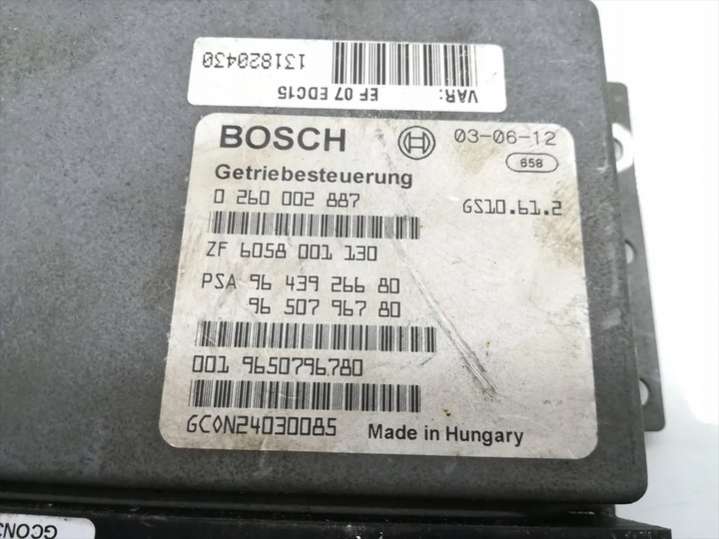 VAR:
EF 07 EDC15
131820430
BOSCH
03-06-12
658
Getriebesteuerung
0 260 002 887
GS10.61.2
ZF 6058 001 130
PSA 96 439 266 80
96 507 967 80
001 9650796780
GCON24030085
Made in Hungary